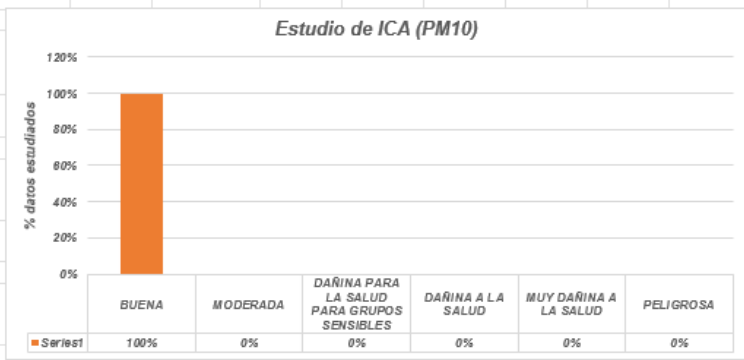 Estudio de ICA (PM10)
% datos estudiados
120%
100%
80%
60%
40%
20%
0%
BUENA
MODERADA
DAÑINA PARA
LA SALUD
PARA GRUPOS
SENSIBLES
DAÑINA A LA
SALUD
MUY DAÑINA A
LA SALUD
PELIGROSA
Series1 100% 0% 0% 0% 0% 0%